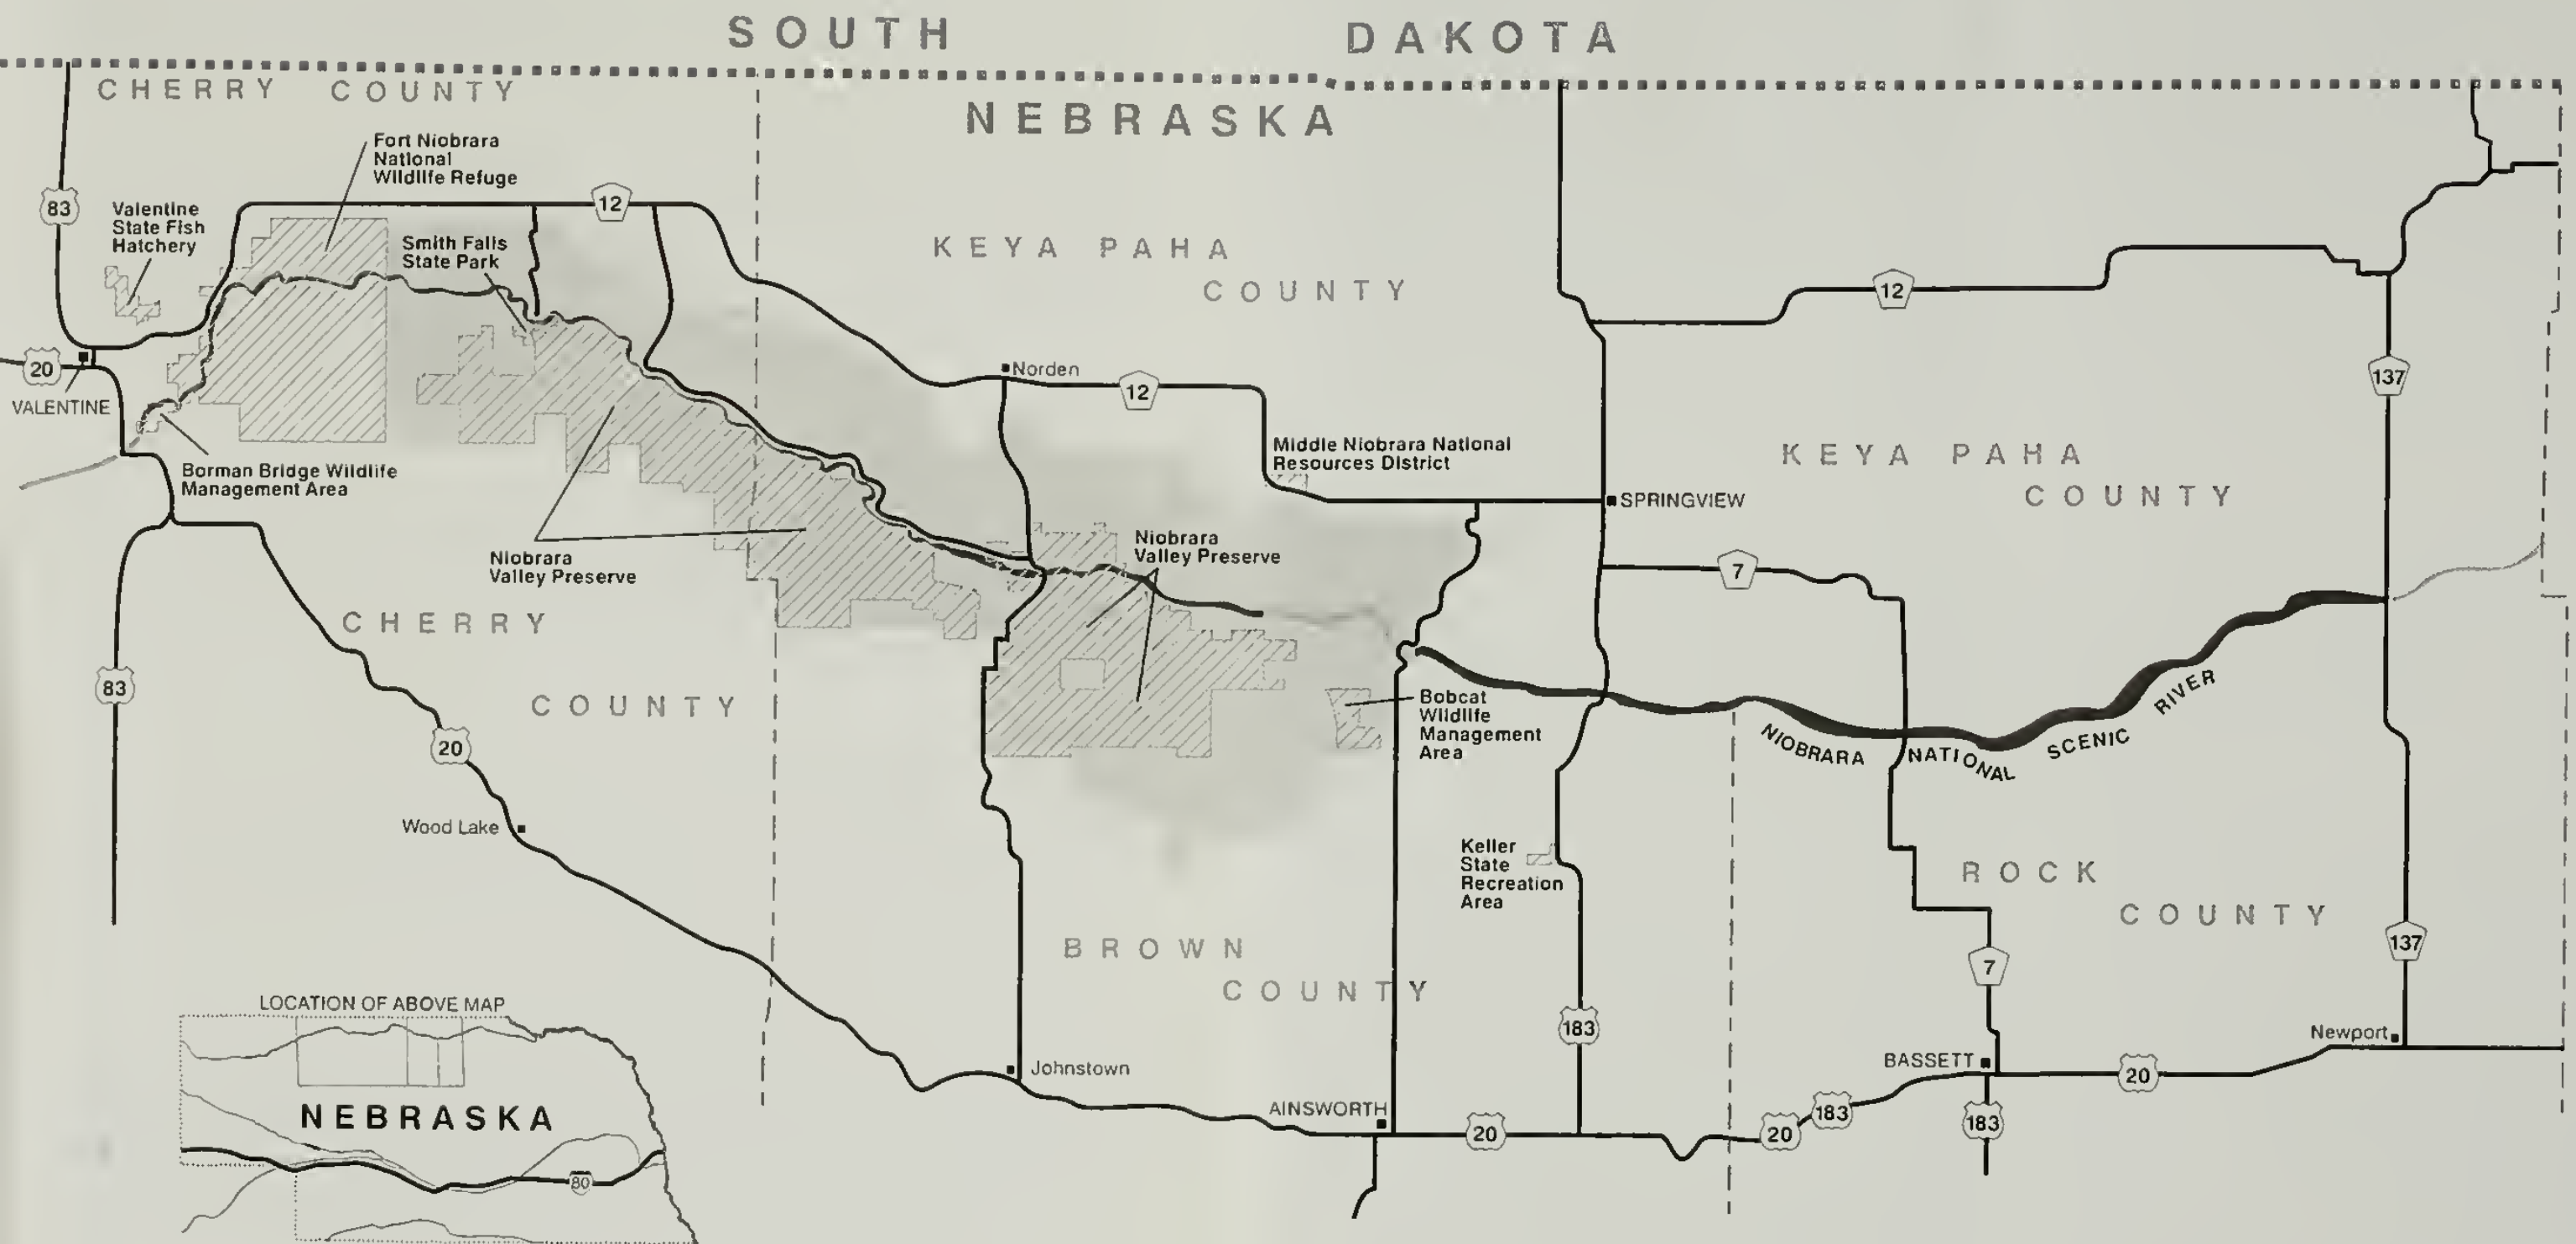 SOUTH DAKOTA
CHERRY COUNTY
NEBRASKA
Fort Niobrara
National
Wildlife Refuge
83
Valentine
State Fish
Hatchery
12
Smith Falls
State Park
KEYA PAHA
COUNTY
12
20
VALENTINE
Norden
12
137
Middle Niobrara National
Resources District
KEYA PAHA
COUNTY
SPRINGVIEW
Borman Bridge Wildlife
Management Area
Niobrara
Valley Preserve
Niobrara
Valley Preserve
7
CHERRY
COUNTY
83
20
Bobcat
Wildlife
Management
Area
NIOBRARA NATIONAL SCENIC RIVER
Wood Lake
Keller
State
Recreation
Area
ROCK
COUNTY
BROWN
COUNTY
137
7
183
Newport
LOCATION OF ABOVE MAP
NEBRASKA
80
Johnstown
BASSETT
20
AINSWORTH
20
20
183
183